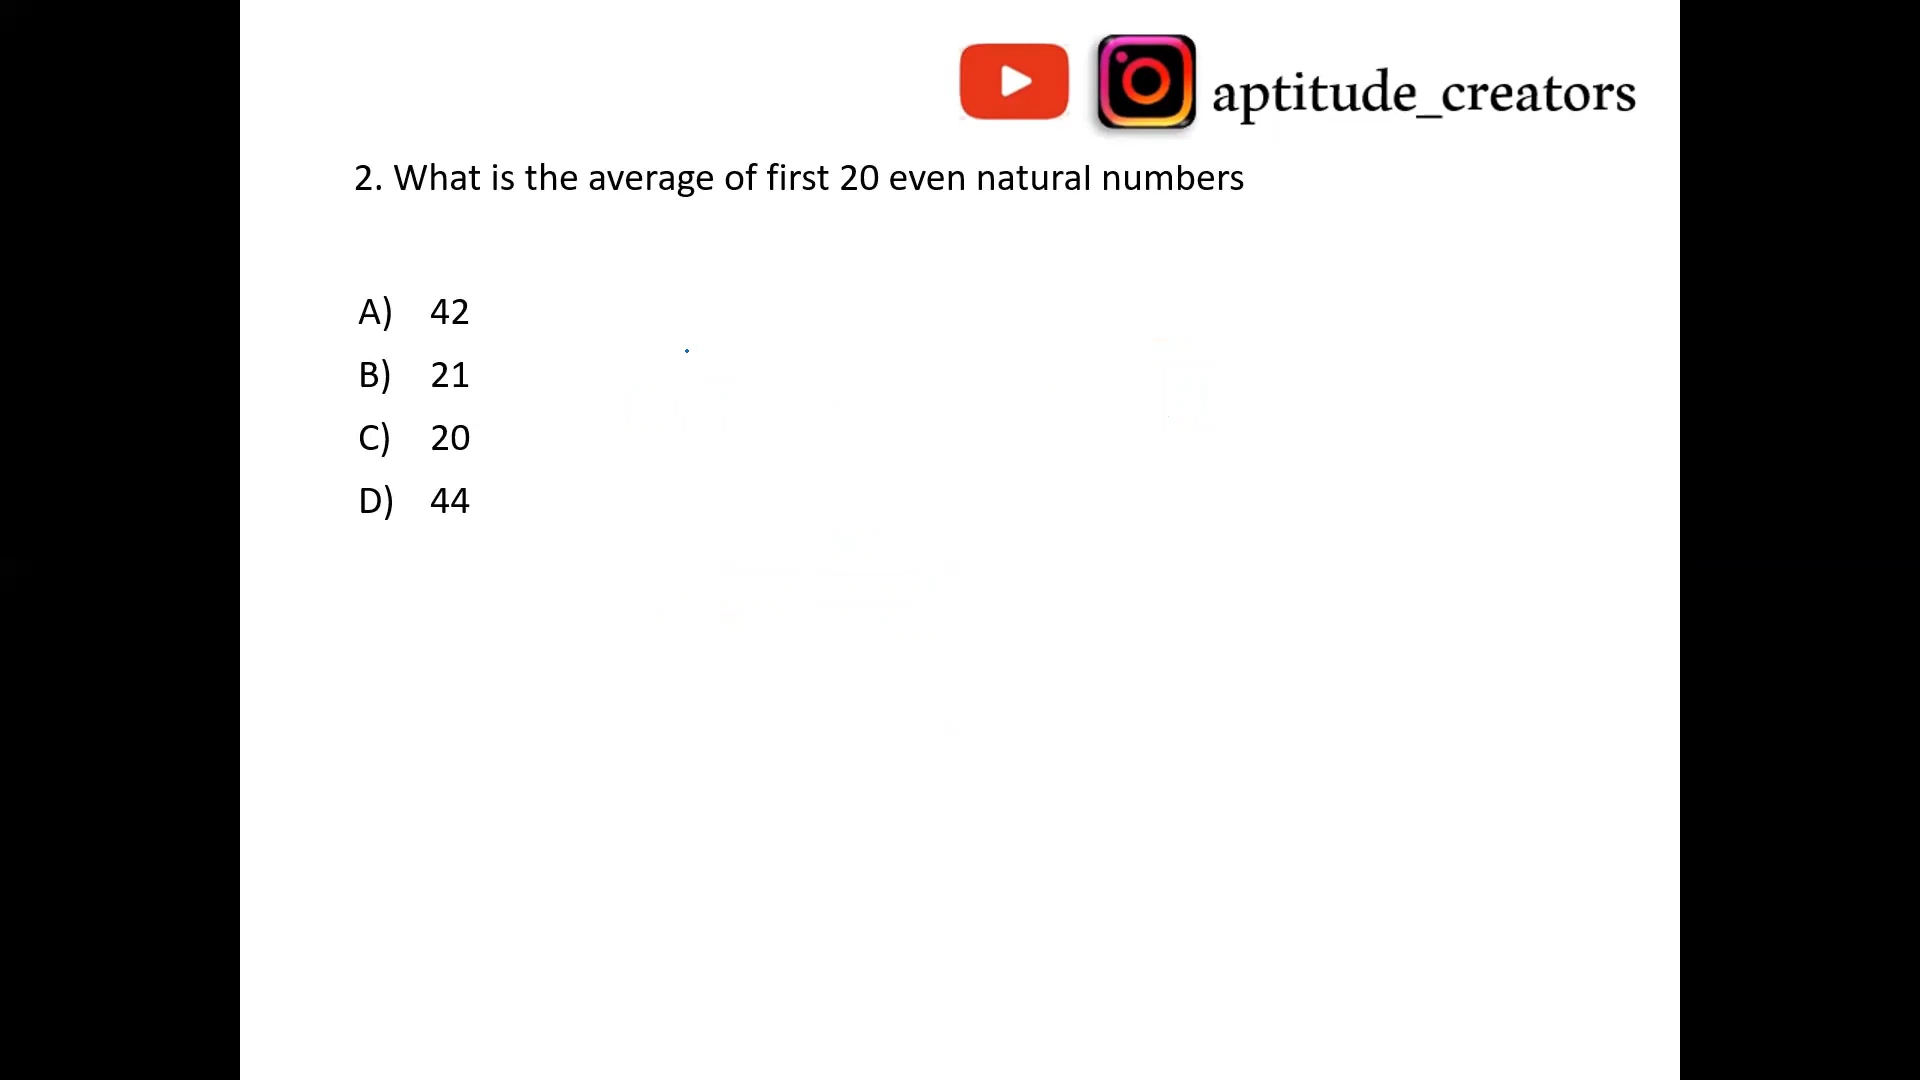 aptitude_creators
2. What is the average of first 20 even natural numbers
A) 42
B) 21
C) 20
D) 44